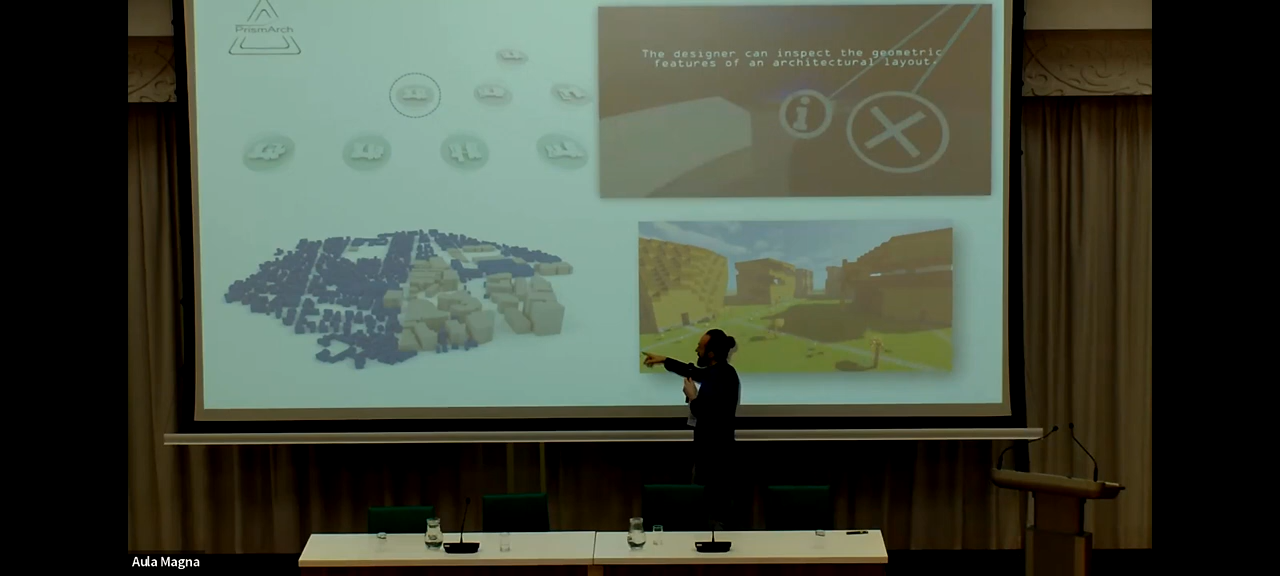 PrismArch
The designer can inspect the geometric
features of an architectural layout.
i
Aula Magna